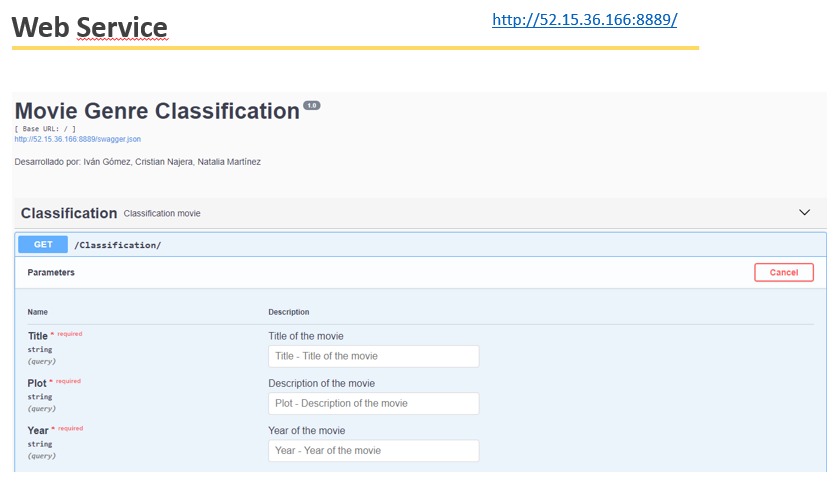 Web Service
http://52.15.36.166:8889/
Movie Genre Classification 1.0
[ Base URL: / ]
http://52.15.36.166:8889/swagger.json
Desarrollado por: Iván Gómez, Cristian Najera, Natalia Martínez
Classification Classification movie
GET /Classification/
Parameters Cancel
Name Description
Title * required Title of the movie
string Title - Title of the movie
(query)
Plot * required Description of the movie
string Plot - Description of the movie
(query)
Year * required Year of the movie
string Year - Year of the movie
(query)